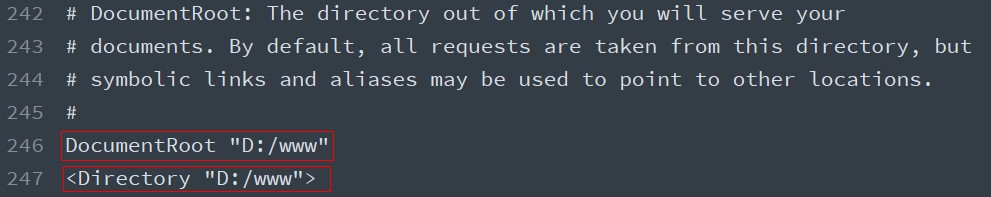 242 # DocumentRoot: The directory out of which you will serve your
243 # documents. By default, all requests are taken from this directory, but
244 # symbolic links and aliases may be used to point to other locations.
245 #
246 DocumentRoot "D:/www"
247 <Directory "D:/www">